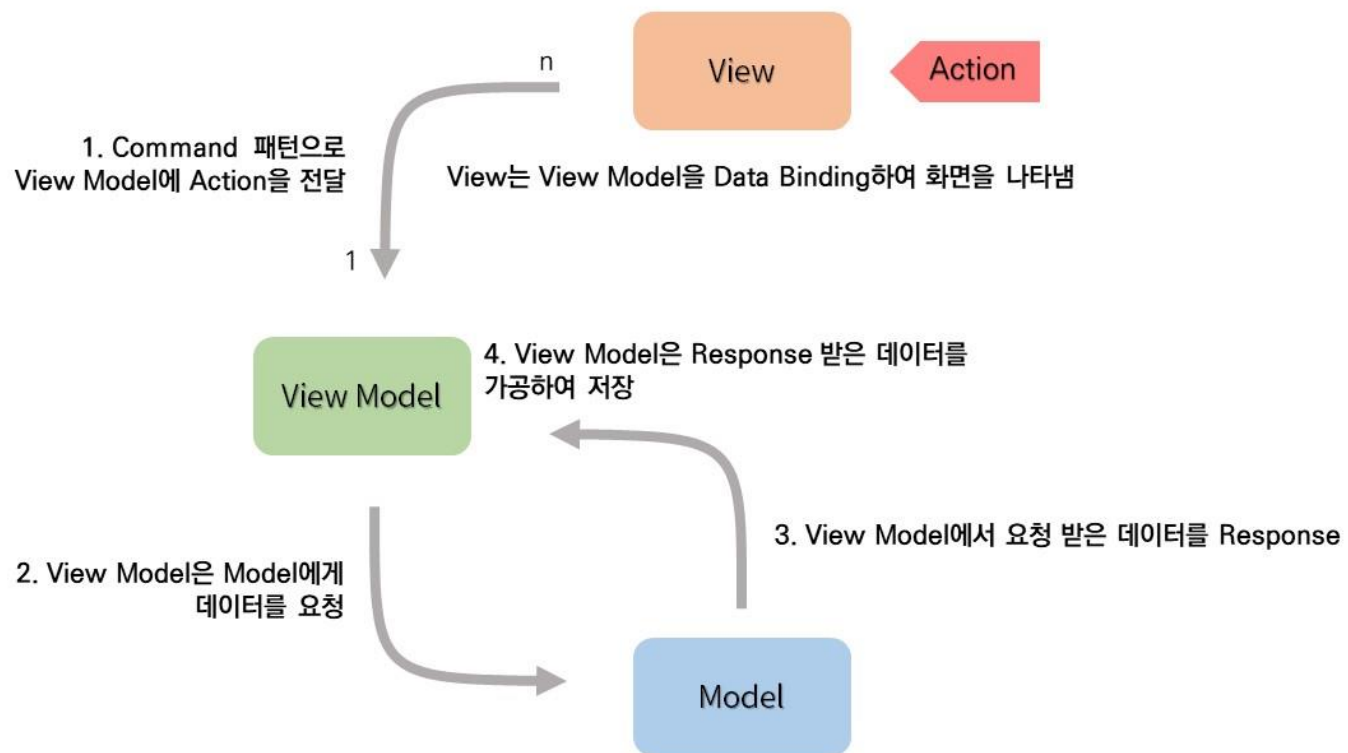 View
Action
n
1. Command 패턴으로
View Model에 Action을 전달
View는 View Model을 Data Binding하여 화면을 나타냄
1
View Model
4. View Model은 Response 받은 데이터를
가공하여 저장
3. View Model에서 요청 받은 데이터를 Response
2. View Model은 Model에게
데이터를 요청
Model